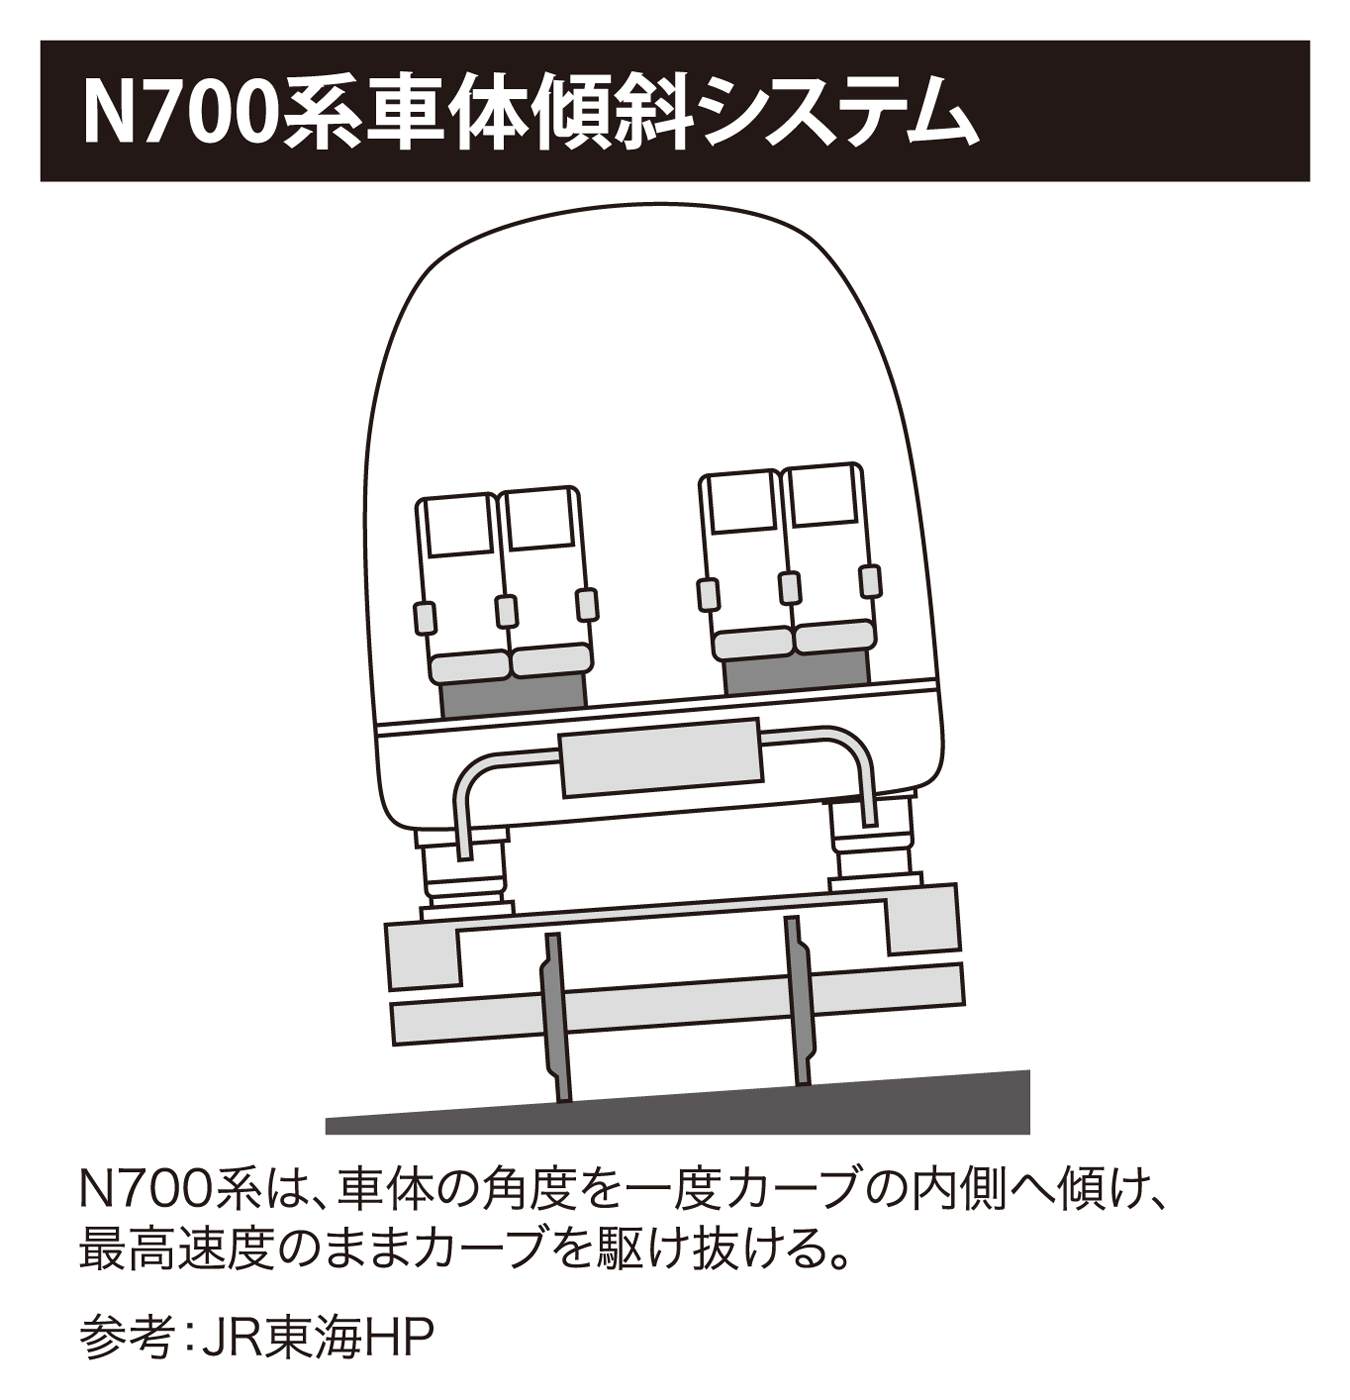 N700系車体傾斜システム
N700系は、車体の角度を一度カーブの内側へ傾け、
最高速度のままカーブを駆け抜ける。
参考：JR東海HP